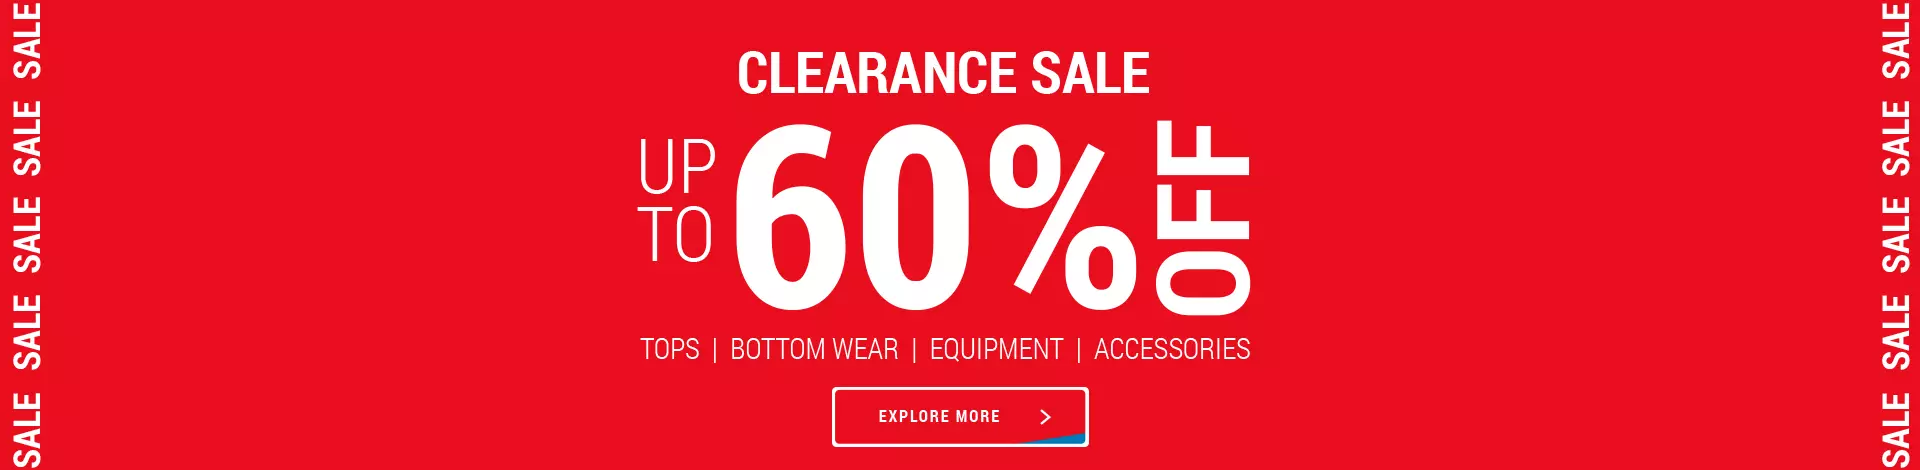 SALE SALE SALE SALE SALE
CLEARANCE SALE
UP TO 60% OFF
TOPS | BOTTOM WEAR | EQUIPMENT | ACCESSORIES
EXPLORE MORE >
SALE SALE SALE SALE SALE